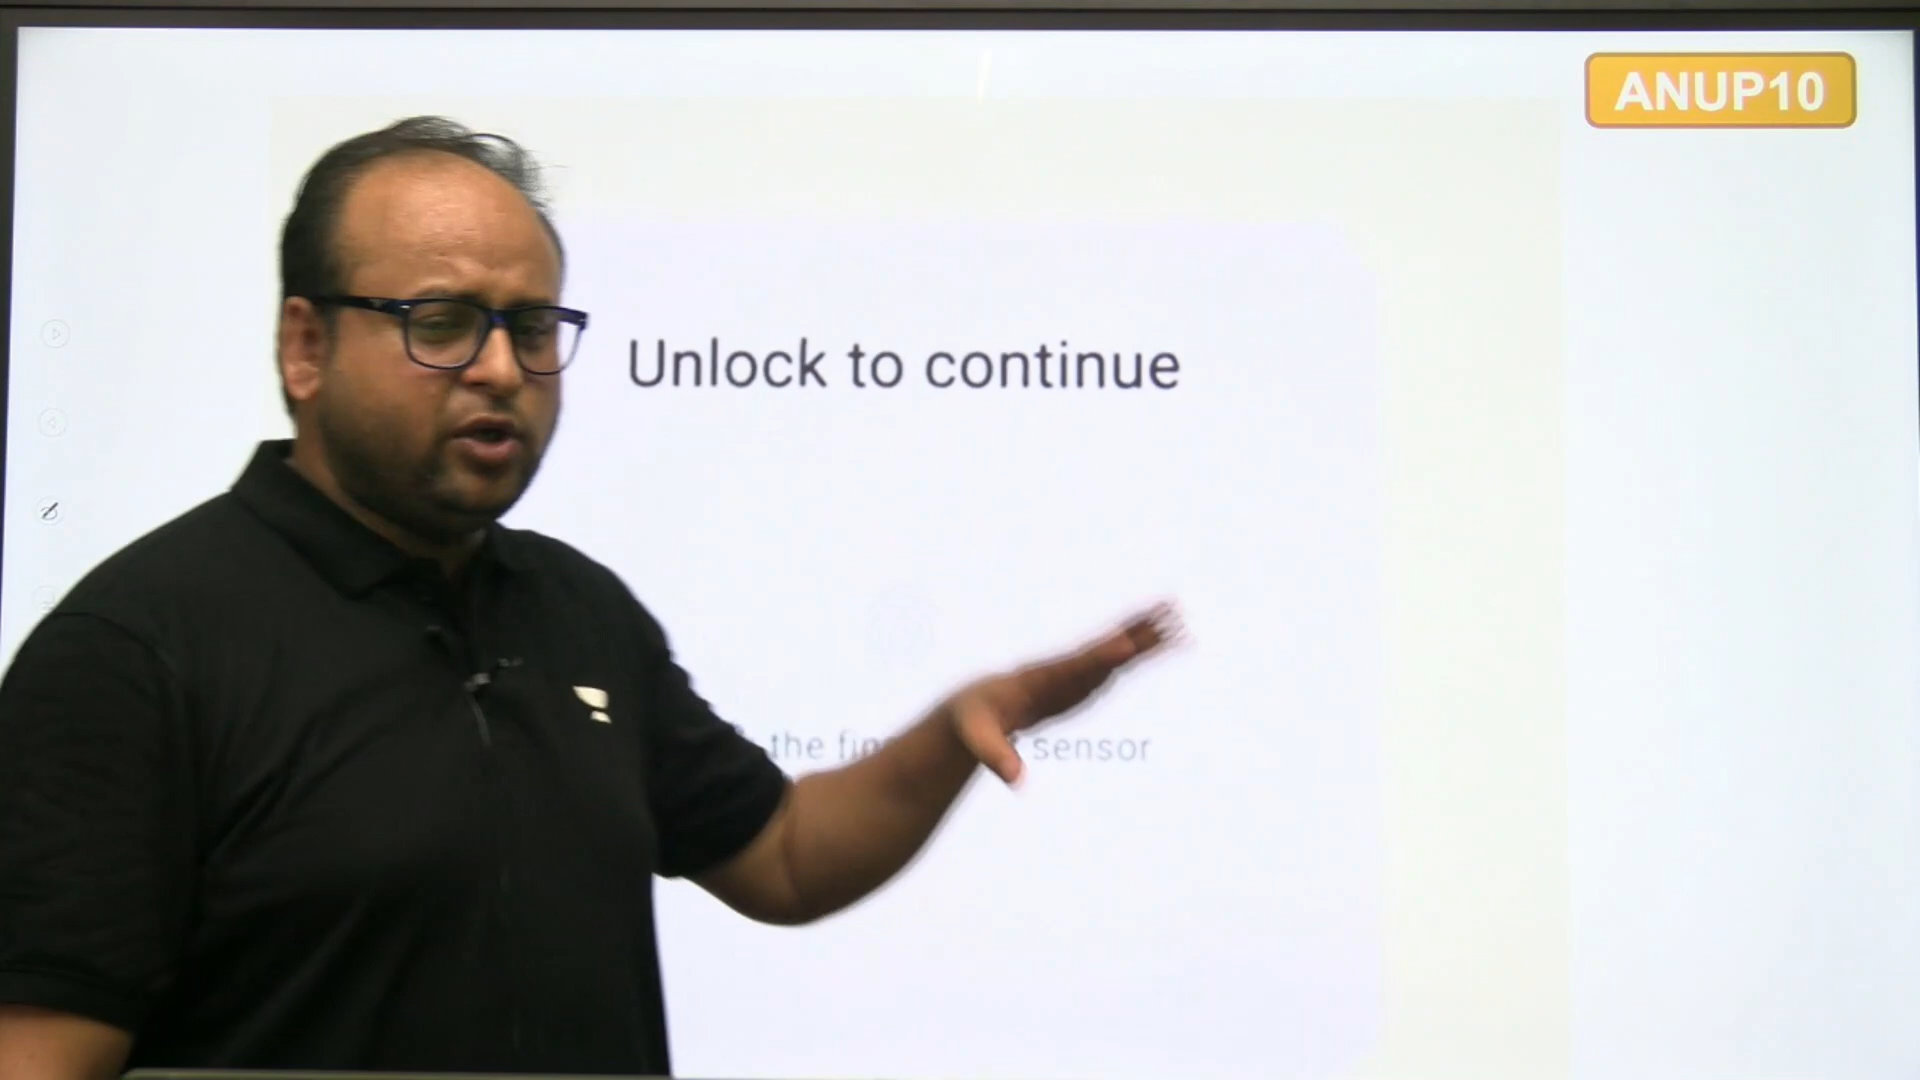 ANUP10
Unlock to continue
the sensor